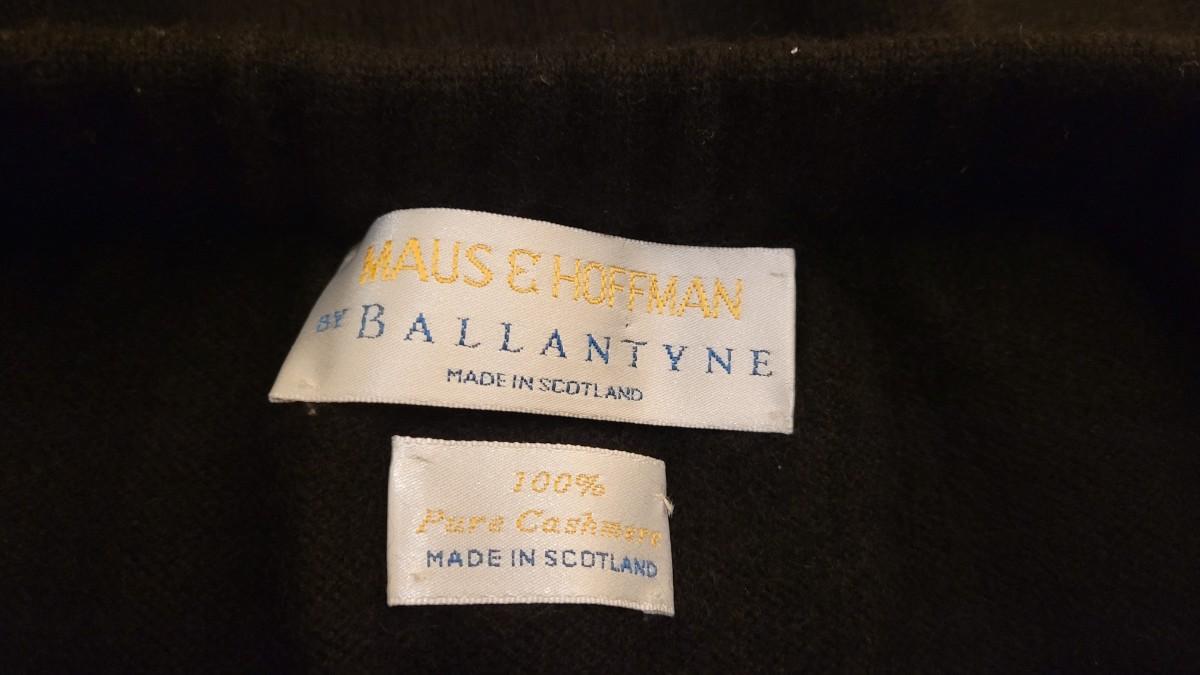 MAUS & HOFFMAN
BY BALLANTYNE
MADE IN SCOTLAND
100%
Pure Cashmere
MADE IN SCOTLAND